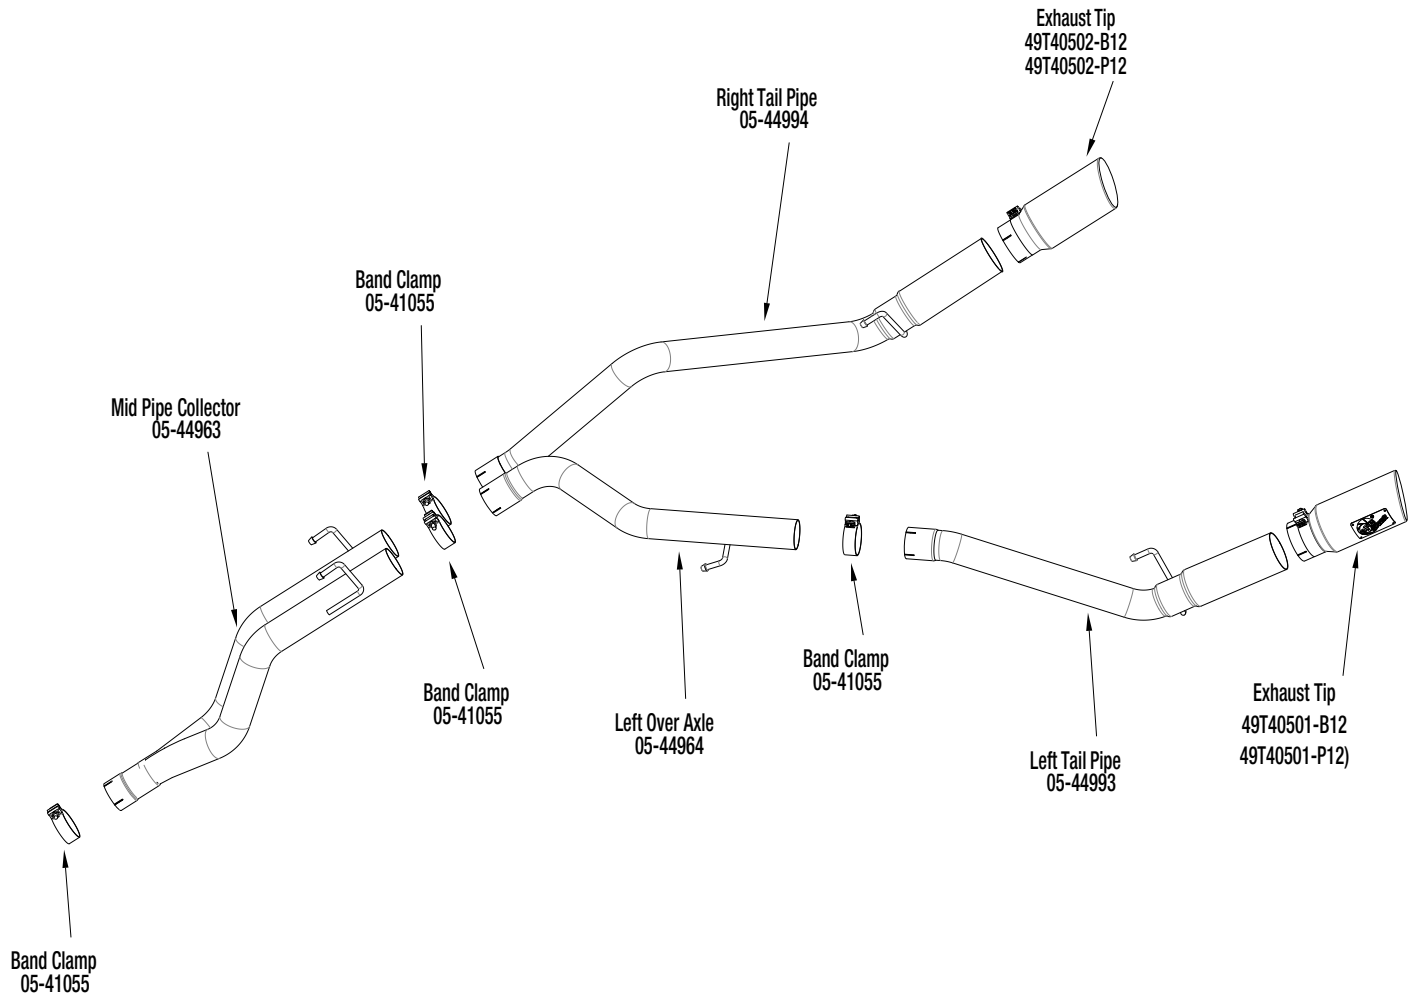 Exhaust Tip
49T40502-B12
49T40502-P12
Right Tail Pipe
05-44994
Band Clamp
05-41055
Mid Pipe Collector
05-44963
Band Clamp
05-41055
Left Over Axle
05-44964
Band Clamp
05-41055
Left Tail Pipe
05-44993
Exhaust Tip
49T40501-B12
49T40501-P12)
Band Clamp
05-41055